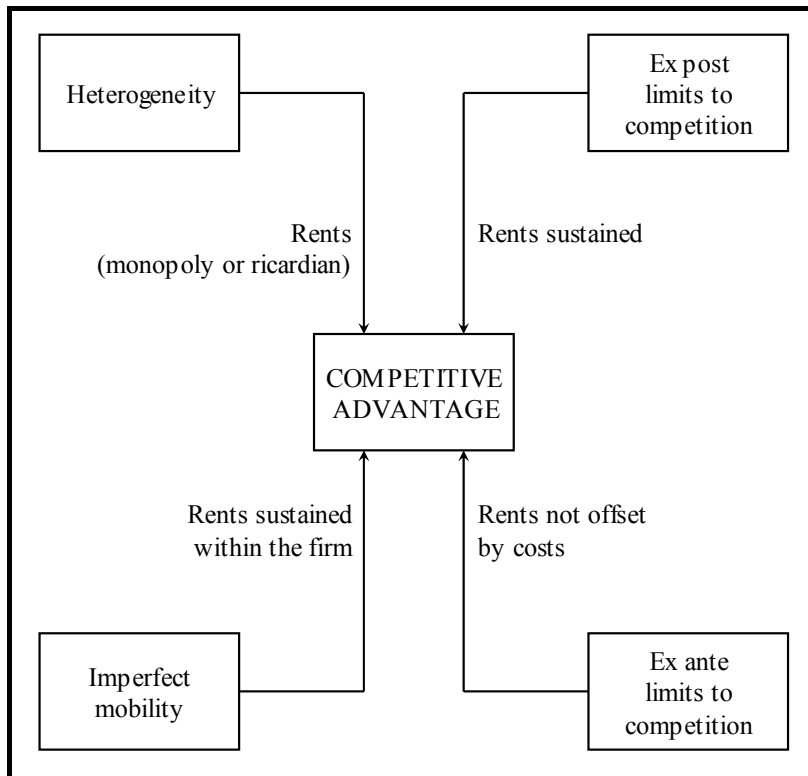 Heterogeneity
Ex post
limits to
competition
Rents
(monopoly or ricardian)
Rents sustained
COMPETITIVE
ADVANTAGE
Rents sustained
within the firm
Rents not offset
by costs
Imperfect
mobility
Ex ante
limits to
competition